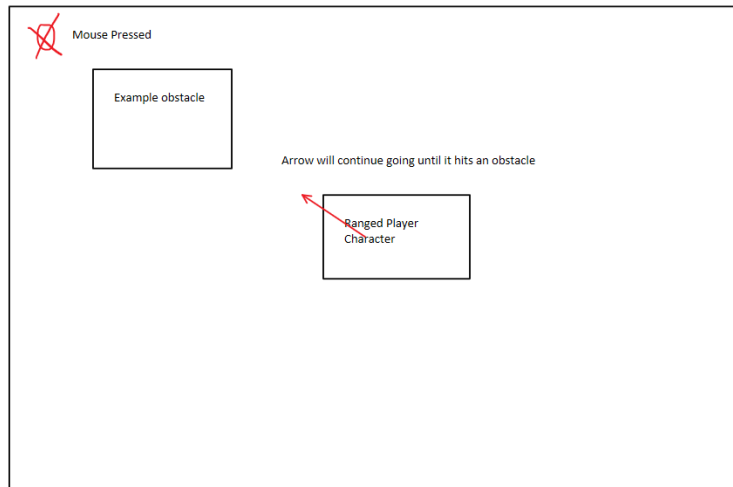 Mouse Pressed
Example obstacle
Arrow will continue going until it hits an obstacle
Ranged Player
Character